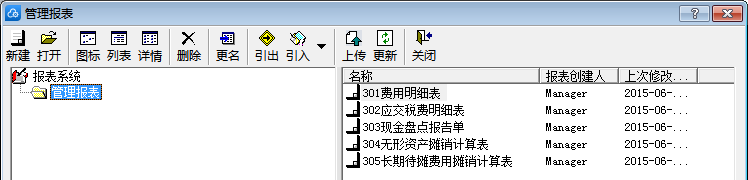 管理报表
新建 打开 图标 列表 详情 删除 更名 引出 引入 上传 更新 关闭
报表系统
管理报表
名称 报表创建人 上次修改...
301费用明细表 Manager 2015-06-...
302应交税费明细表 Manager 2015-06-...
303现金盘点报告单 Manager 2015-06-...
304无形资产摊销计算表 Manager 2015-06-...
305长期待摊费用摊销计算表 Manager 2015-06-...